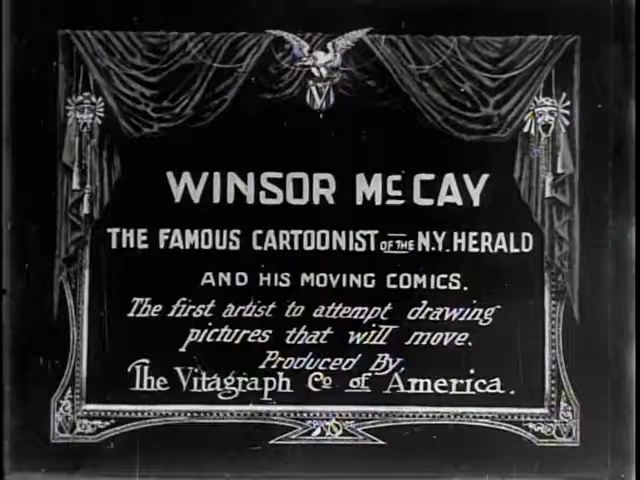 WINSOR McCAY
THE FAMOUS CARTOONIST OF THE N.Y. HERALD
AND HIS MOVING COMICS.
The first artist to attempt drawing
pictures that will move.
Produced By
The Vitagraph Co of America.